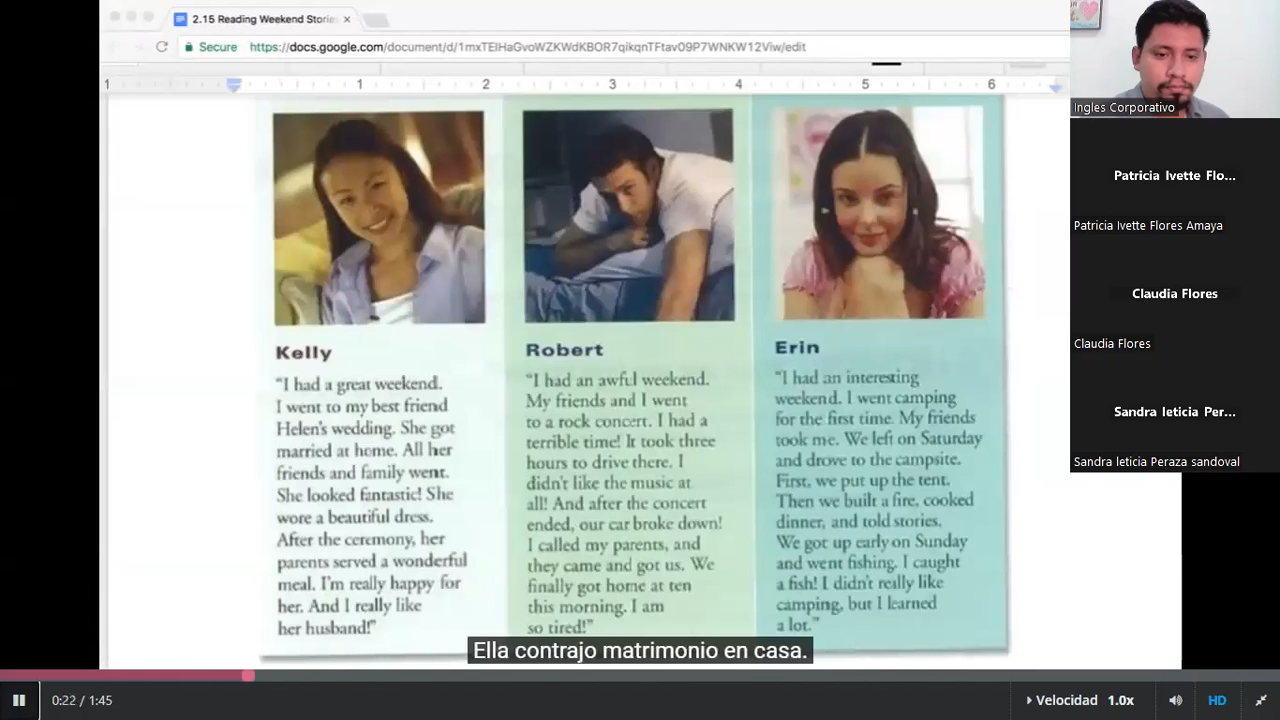 2.15 Reading Weekend Storie
Secure https://docs.google.com/document/d/1mxTEIHaGvoWZKWdKBOR7qikqnTFtav09P7WNKW12Viw/edit
1 1 2 3 4 5 6
Kelly
"I had a great weekend.
I went to my best friend
Helen's wedding. She got
married at home. All her
friends and family went.
She looked fantastic! She
wore a beautiful dress.
After the ceremony, her
parents served a wonderful
meal. I'm really happy for
her. And I really like
her husband!"
Robert
"I had an awful weekend.
My friends and I went
to a rock concert. I had a
terrible time! It took three
hours to drive there. I
didn't like the music at
all! And after the concert
ended, our car broke down!
I called my parents, and
they came and got us. We
finally got home at ten
this morning. I am
so tired!"
Erin
"I had an interesting
weekend. I went camping
for the first time. My friends
took me. We left on Saturday
and drove to the campsite.
First, we put up the tent.
Then we built a fire, cooked
dinner, and told stories.
We got up early on Sunday
and went fishing. I caught
a fish! I didn't really like
camping, but I learned
a lot."
Ella contrajo matrimonio en casa.
Ingles Corporativo
Patricia Ivette Flo...
Patricia Ivette Flores Amaya
Claudia Flores
Claudia Flores
Sandra leticia Per...
Sandra leticia Peraza sandoval
0:22 / 1:45
Velocidad 1.0x
HD